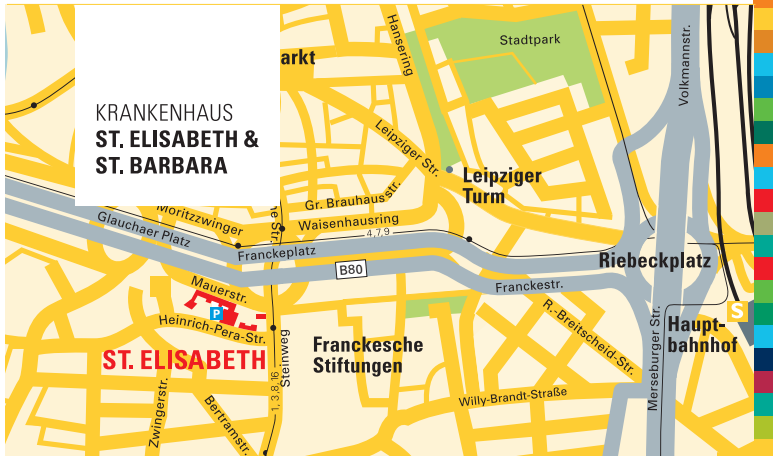 KRANKENHAUS
ST. ELISABETH &
ST. BARBARA
arkt
Hansering
Stadtpark
Volkmannstr.
Leipziger Str.
Leipziger
Turm
Gr. Brauhausstr.
Moritzzwinger
Waisenhausring
Glauchaer Platz
4,7,9
Franckeplatz
B80
Riebeckplatz
Franckestr.
Mauerstr.
P
Heinrich-Pera-Str.
ST. ELISABETH
Steinweg
1, 3,8,16
Franckesche
Stiftungen
R.-Breitscheid-Str.
Merseburger Str.
S
Haupt-
bahnhof
Willy-Brandt-Straße
Zwingerstr.
Bertramstr.